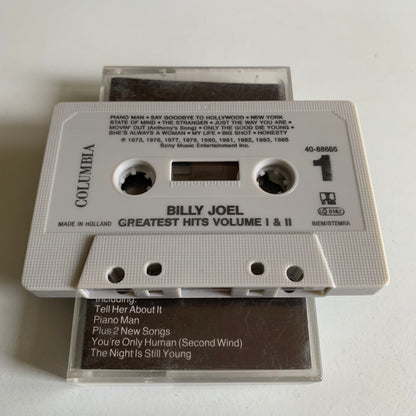 PIANO MAN • SAY GOODBYE TO HOLLYWOOD • NEW YORK
STATE OF MIND • THE STRANGER • JUST THE WAY YOU ARE •
MOVIN' OUT (Anthony's Song) • ONLY THE GOOD DIE YOUNG •
SHE'S ALWAYS A WOMAN • MY LIFE • BIG SHOT • HONESTY
℗ 1973, 1976, 1977, 1978, 1980, 1981, 1982, 1983, 1985
Sony Music Entertainment Inc.
40-88566
1
COLUMBIA
BILLY JOEL
MADE IN HOLLAND
GREATEST HITS VOLUME I & II
BIEM/STEMRA
Including:
Tell Her About It
Piano Man
Plus 2 New Songs
You're Only Human (Second Wind)
The Night Is Still Young